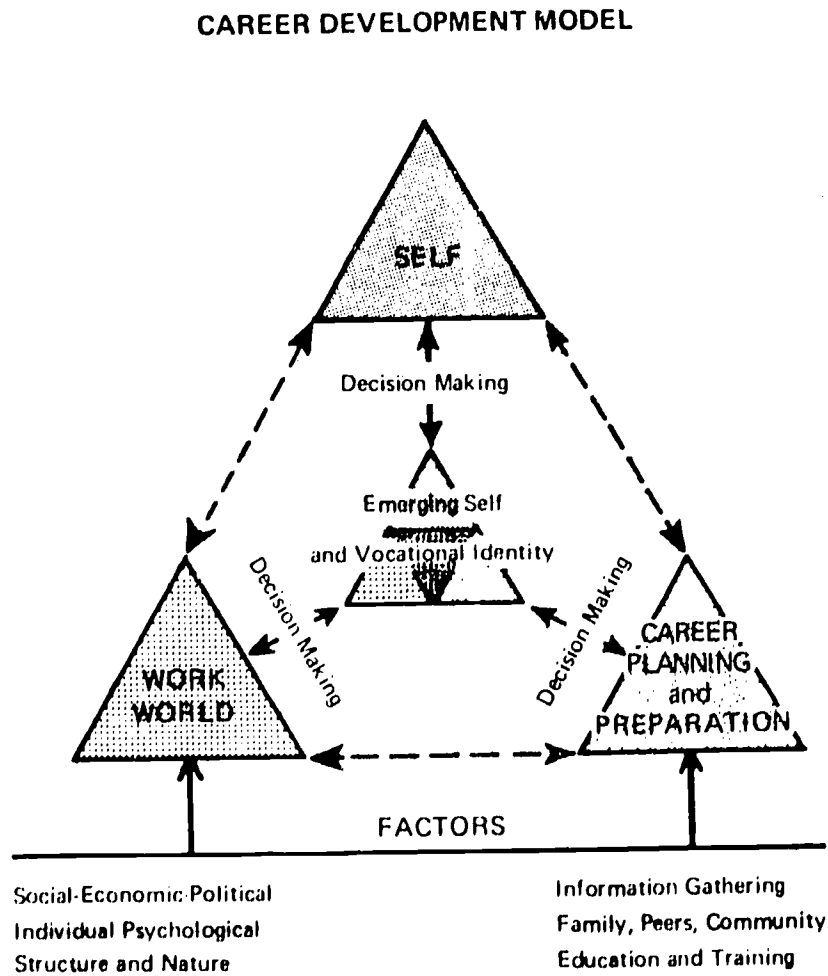 CAREER DEVELOPMENT MODEL
SELF
Decision Making
Emerging Self
and Vocational Identity
Decision Making
Decision Making
WORK
WORLD
CAREER
PLANNING
and
PREPARATION
FACTORS
Social-Economic-Political
Individual Psychological
Structure and Nature
Information Gathering
Family, Peers, Community
Education and Training